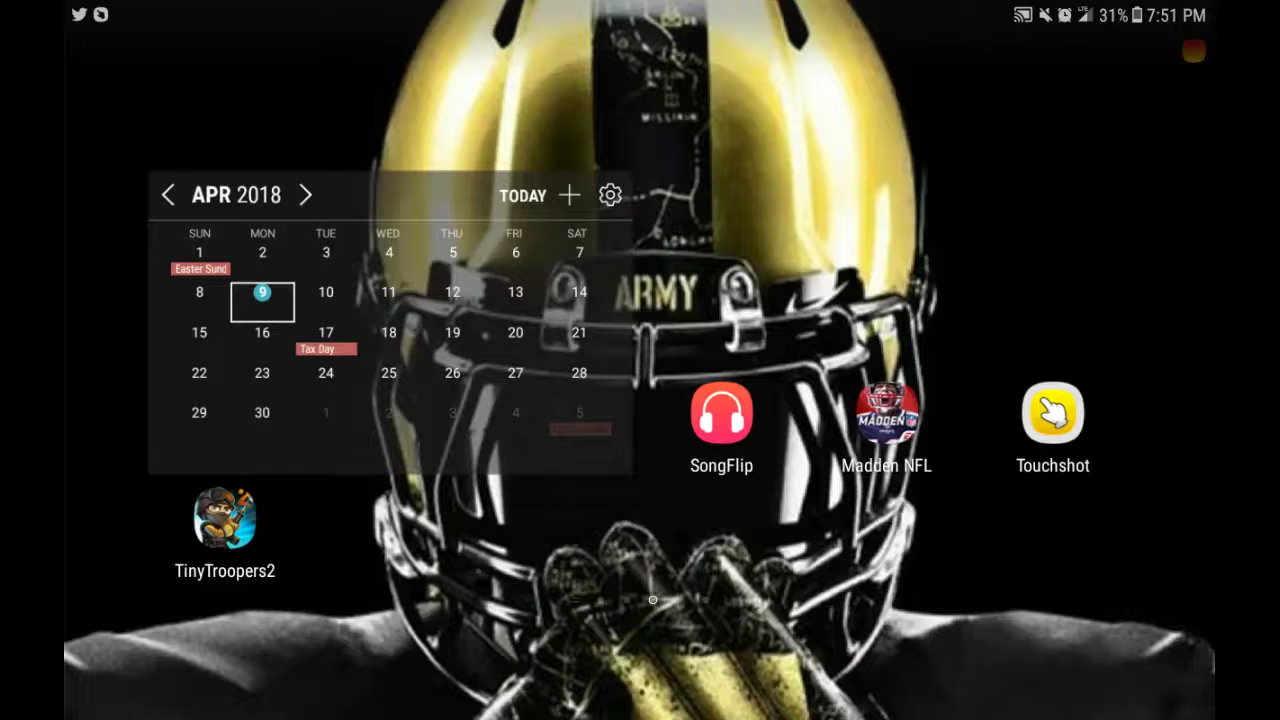 31% 7:51 PM
APR 2018 TODAY
SUN MON TUE WED THU FRI SAT
1 2 3 4 5 6 7
Easter Sund
8 9 10 11 12 13 14
15 16 17 18 19 20 21
Tax Day
22 23 24 25 26 27 28
29 30 1 2 3 4 5
WILLIKIN
ARMY
MADDEN
SongFlip
Madden NFL
Touchshot
TinyTroopers2